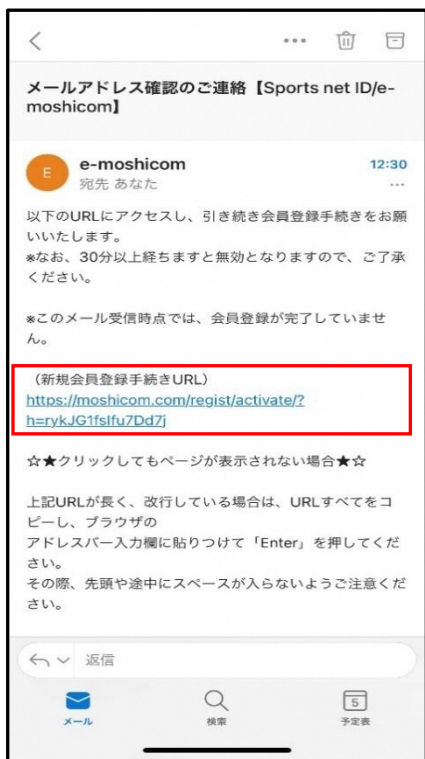 メールアドレス確認のご連絡【Sports net ID/e-
moshicom】
E
e-moshicom
12:30
宛先 あなた
以下のURLにアクセスし、引き続き会員登録手続きをお願
いいたします。
※なお、30分以上経ちますと無効となりますので、ご了承
ください。
※このメール受信時点では、会員登録が完了していませ
ん。
（新規会員登録手続きURL）
https://moshicom.com/regist/activate/?
h=rykJG1fslfu7Dd7j
☆★クリックしてもページが表示されない場合★☆
上記URLが長く、改行している場合は、URLすべてをコ
ピーし、ブラウザの
アドレスバー入力欄に貼りつけて「Enter」を押してくだ
さい。
その際、先頭や途中にスペースが入らないようご注意くだ
さい。
返信
メール
検索
5
予定表